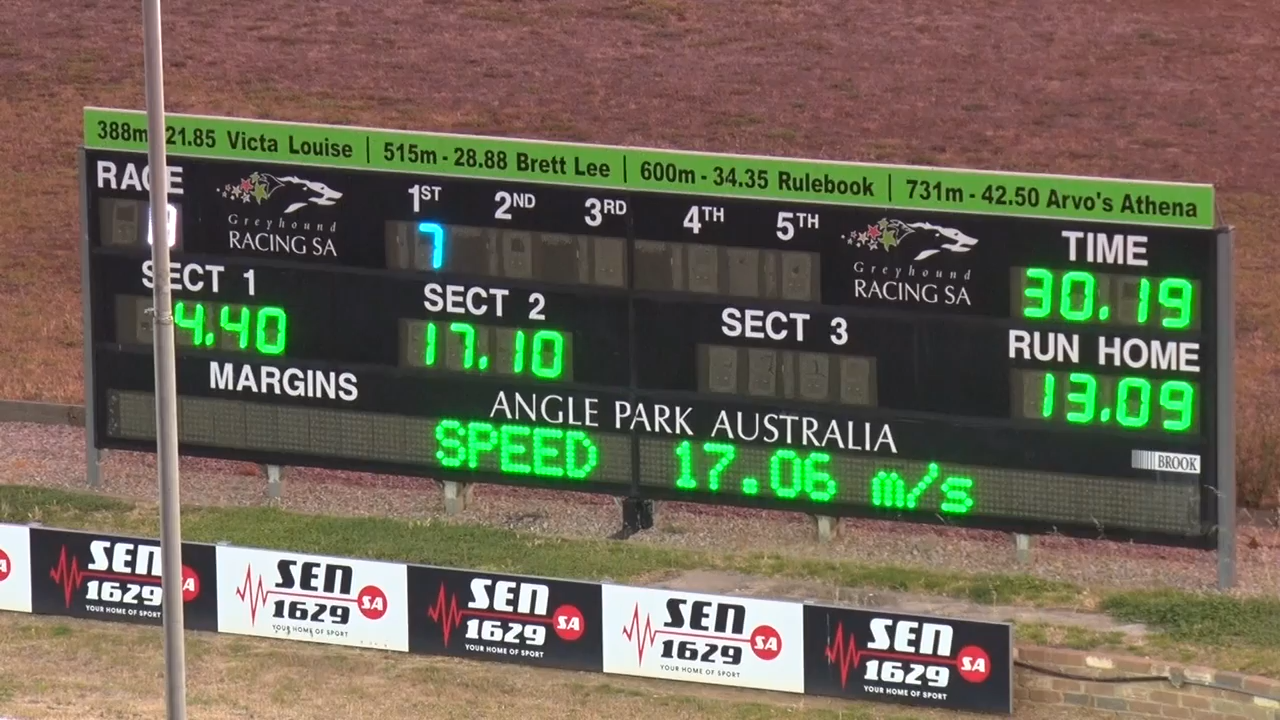 388m 21.85 Victa Louise | 515m - 28.88 Brett Lee | 600m - 34.35 Rulebook | 731m - 42.50 Arvo's Athena
RACE
Greyhound
RACING SA
1ST 2ND 3RD 4TH 5TH
7
Greyhound
RACING SA
TIME
30.19
SECT 1
4.40
SECT 2
17.10
SECT 3
RUN HOME
13.09
MARGINS
ANGLE PARK AUSTRALIA
SPEED 17.06 m/s
BROOK
SEN
1629 SA
YOUR HOME OF SPORT
SEN
1629 SA
YOUR HOME OF SPORT
SEN
1629 SA
YOUR HOME OF SPORT
SEN
1629 SA
YOUR HOME OF SPORT
SEN
1629 SA
YOUR HOME OF SPORT